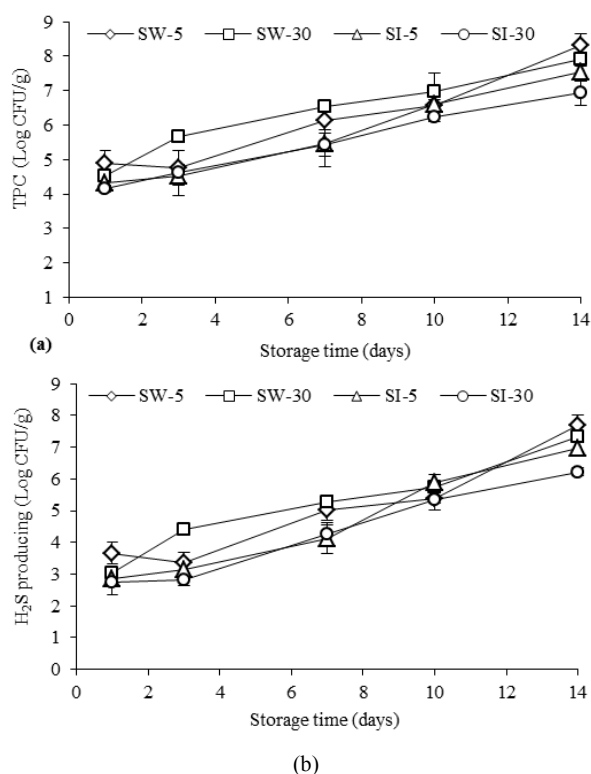 SW-5 SW-30 SI-5 SI-30
9
8
7
6
5
4
3
2
1
TPC (Log CFU/g)
0 2 4 6 8 10 12 14
(a)
Storage time (days)
SW-5 SW-30 SI-5 SI-30
9
8
7
6
5
4
3
2
1
0
H₂S producing (Log CFU/g)
0 2 4 6 8 10 12 14
Storage time (days)
(b)